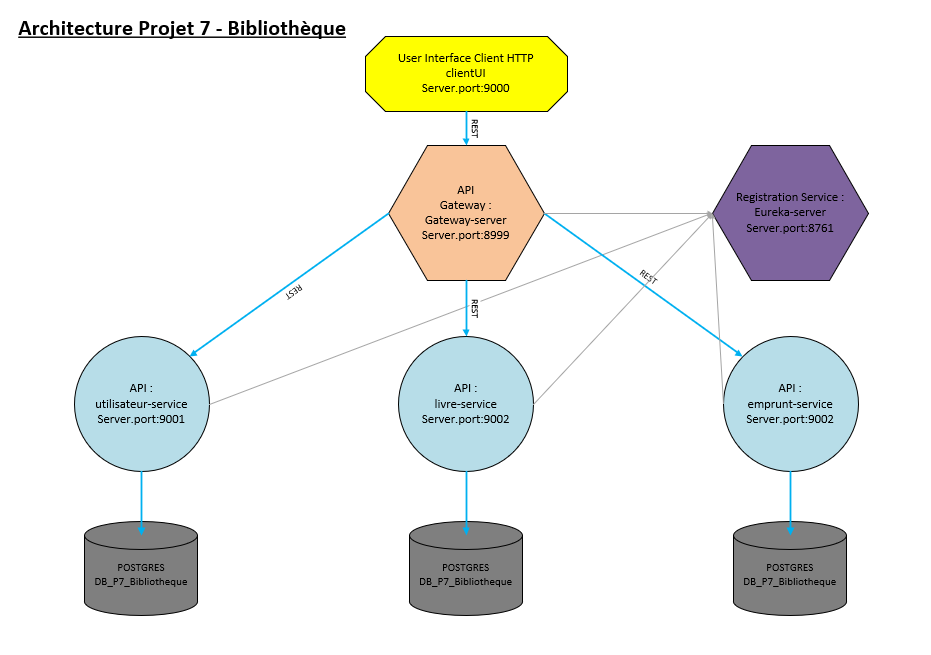 Architecture Projet 7 - Bibliothèque
User Interface Client HTTP
clientUI
Server.port:9000
REST
API
Gateway :
Gateway-server
Server.port:8999
Registration Service :
Eureka-server
Server.port:8761
REST
REST
REST
API :
utilisateur-service
Server.port:9001
API :
livre-service
Server.port:9002
API :
emprunt-service
Server.port:9002
POSTGRES
DB_P7_Bibliotheque
POSTGRES
DB_P7_Bibliotheque
POSTGRES
DB_P7_Bibliotheque